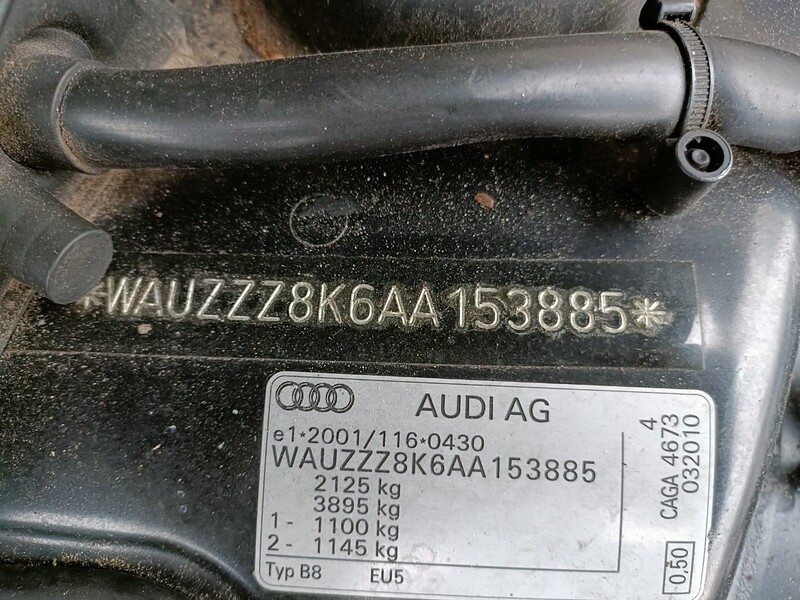 *WAUZZZ8K6AA153885*
AUDI AG
e1*2001/116*0430
WAUZZZ8K6AA153885
2125 kg
3895 kg
1- 1100 kg
2- 1145 kg
Typ B8 EU5
4
CAGA 4673
032010
0,50